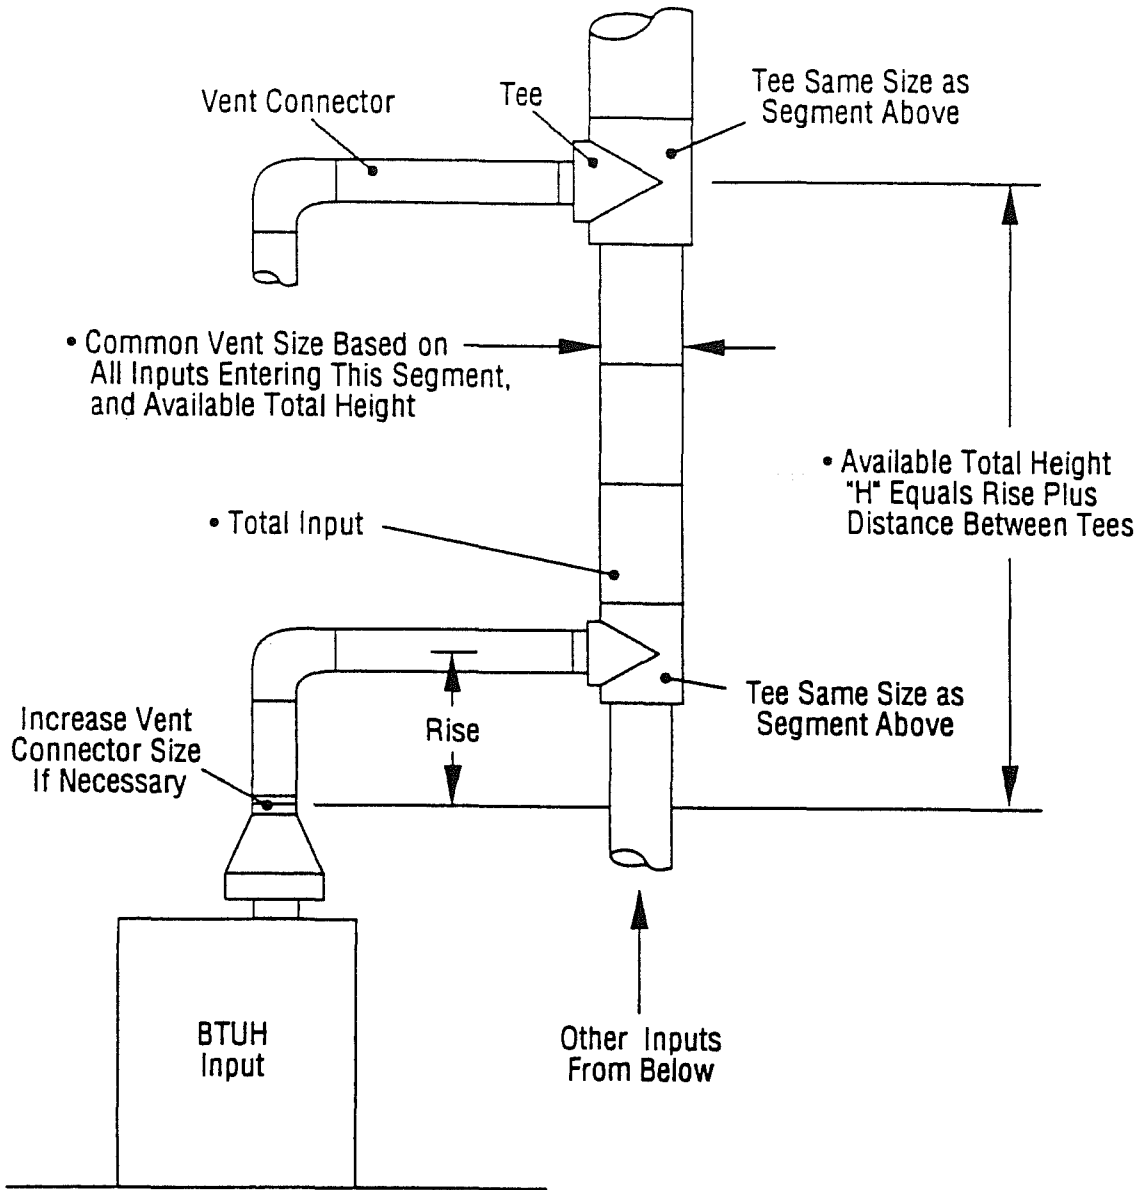 Vent Connector
Tee
Tee Same Size as
Segment Above
• Common Vent Size Based on
All Inputs Entering This Segment,
and Available Total Height
• Available Total Height
"H" Equals Rise Plus
Distance Between Tees
• Total Input
Rise
Tee Same Size as
Segment Above
Increase Vent
Connector Size
If Necessary
BTUH
Input
Other Inputs
From Below